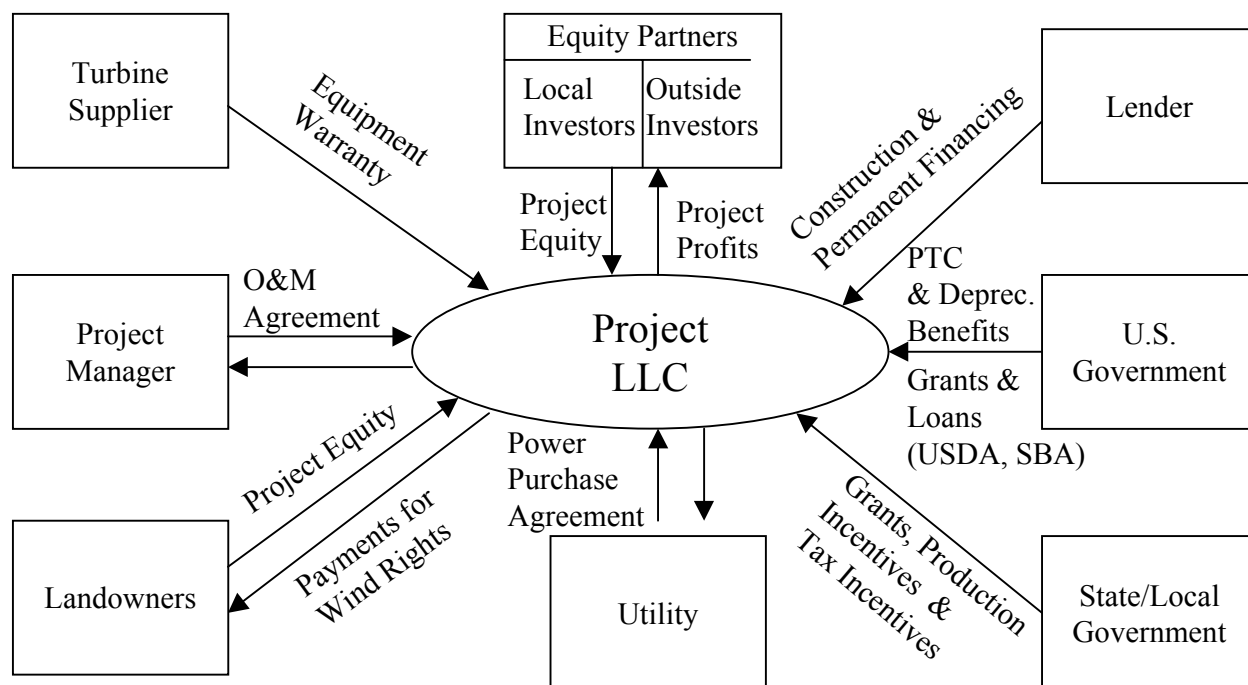 Turbine
Supplier
Equipment
Warranty
Equity Partners
Local
Investors
Outside
Investors
Project
Equity
Project
Profits
Construction &
Permanent Financing
Lender
Project
Manager
O&M
Agreement
Project
LLC
PTC
& Deprec.
Benefits
Grants &
Loans
(USDA, SBA)
U.S.
Government
Landowners
Project Equity
Payments for
Wind Rights
Power
Purchase
Agreement
Utility
Grants, Production
Incentives &
Tax Incentives
State/Local
Government